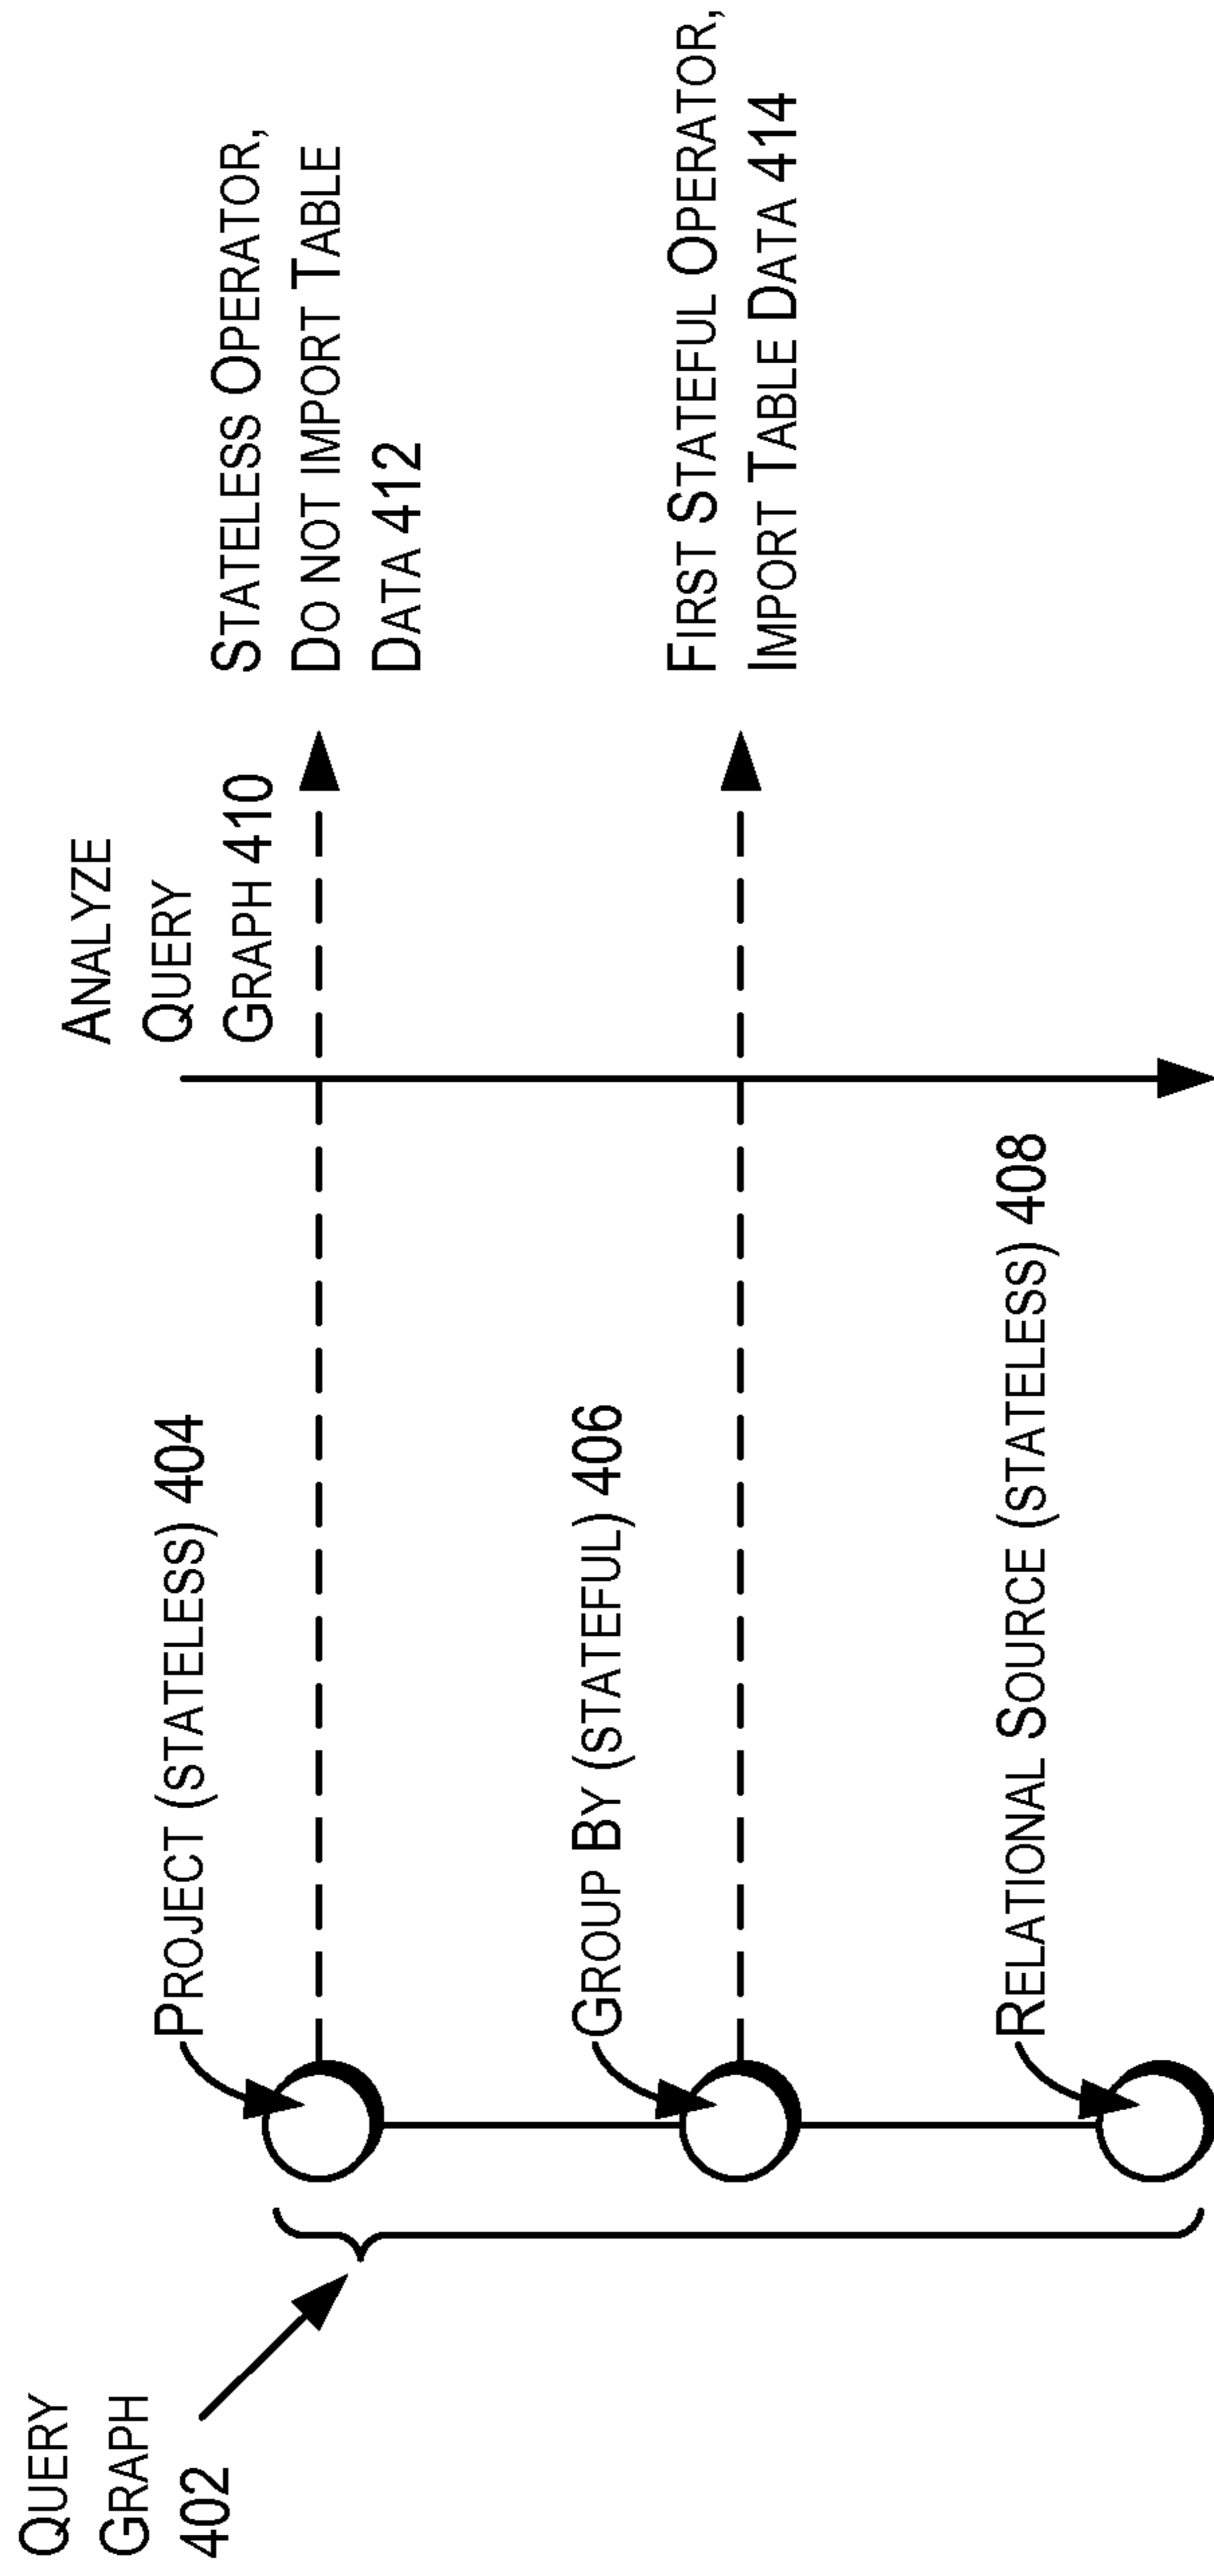 QUERY
GRAPH
402
PROJECT (STATELESS) 404
GROUP BY (STATEFUL) 406
RELATIONAL SOURCE (STATELESS) 408
ANALYZE
QUERY
GRAPH 410
STATELESS OPERATOR,
DO NOT IMPORT TABLE
DATA 412
FIRST STATEFUL OPERATOR,
IMPORT TABLE DATA 414